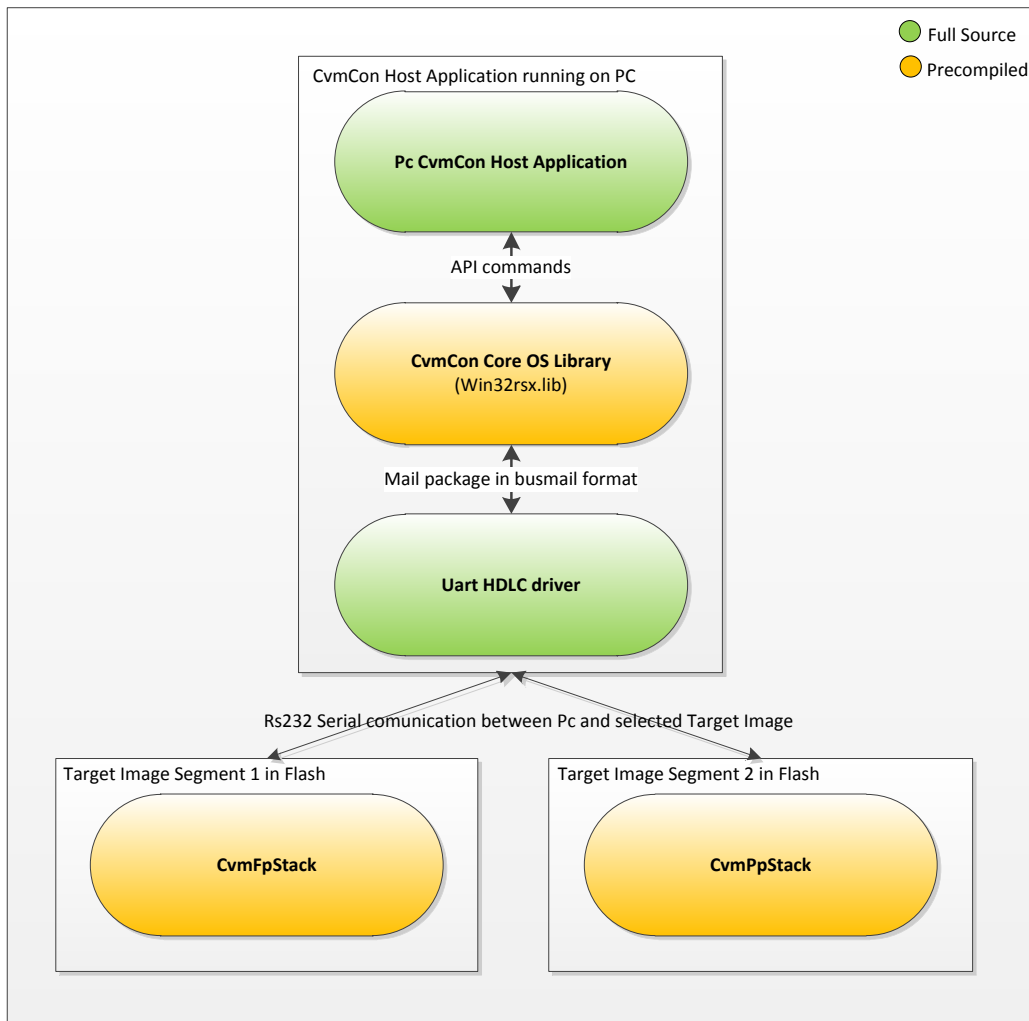 Full Source
Precompiled
CvmCon Host Application running on PC
Pc CvmCon Host Application
API commands
CvmCon Core OS Library
(Win32rsx.lib)
Mail package in busmail format
Uart HDLC driver
Rs232 Serial comunication between Pc and selected Target Image
Target Image Segment 1 in Flash
CvmFpStack
Target Image Segment 2 in Flash
CvmPpStack